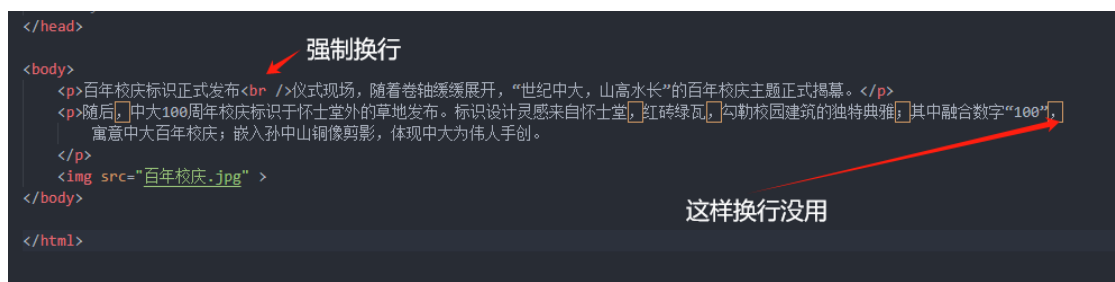 </head>
强制换行
<body>
<p>百年校庆标识正式发布<br />仪式现场，随着卷轴缓缓展开，“世纪中大，山高水长”的百年校庆主题正式揭幕。</p>
<p>随后，中大100周年校庆标识于怀士堂外的草地发布。标识设计灵感来自怀士堂，红砖绿瓦，勾勒校园建筑的独特典雅；其中融合数字“100”，
寓意中大百年校庆；嵌入孙中山铜像剪影，体现中大为伟人手创。
</p>
<img src="百年校庆.jpg" >
</body>
这样换行没用
</html>